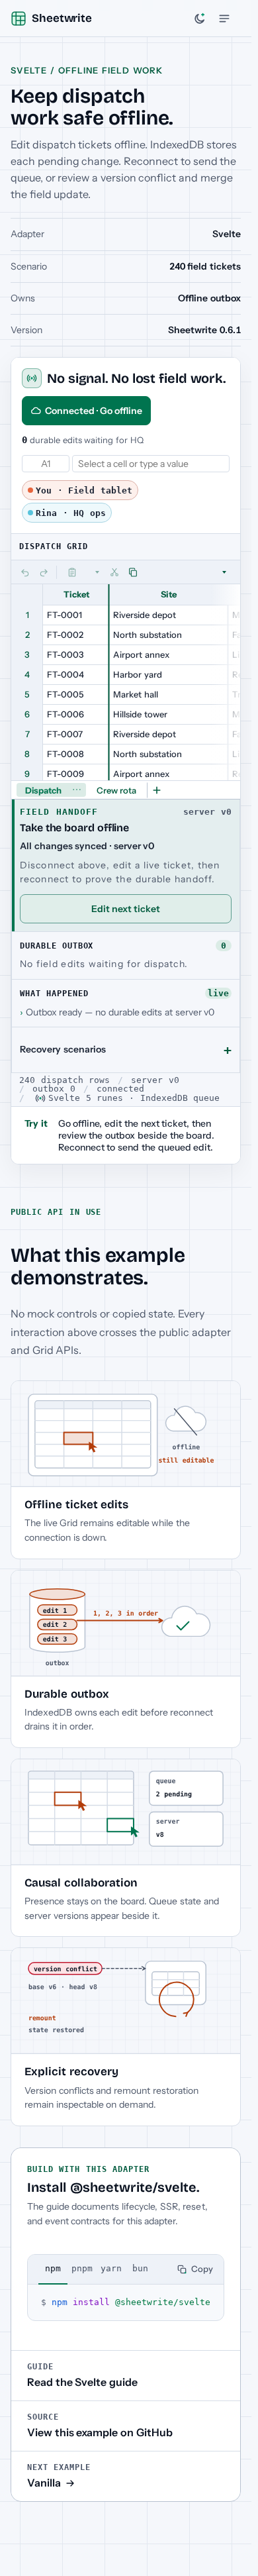 Sheetwrite
SVELTE / OFFLINE FIELD WORK
Keep dispatch
work safe offline.
Edit dispatch tickets offline. IndexedDB stores
each change in order. Reconnect to send the
queue, or review a version conflict and merge
the field update.
Adapter Svelte
Scenario 240 field tickets
Owns Offline outbox
Version Sheetwrite 0.6.1
No signal. No lost field work.
Connected · Go offline
0 durable edits waiting for HQ
A1 Select a cell or type a value
You · Field tablet
Rina · HQ ops
DISPATCH GRID
Ticket Site
1 FT-0001 Riverside depot
2 FT-0002 North substation
3 FT-0003 Airport annex
4 FT-0004 Harbor yard
5 FT-0005 Market hall
6 FT-0006 Hillside tower
7 FT-0007 Riverside depot
8 FT-0008 North substation
9 FT-0009 Airport annex
Dispatch ··· Crew rota +
FIELD HANDOFF server v0
Take the board offline
All changes synced · server v0
Disconnect above, edit a live ticket, then
reconnect to prove the durable handoff.
Edit next ticket
DURABLE OUTBOX 0
No field edits waiting for dispatch.
WHAT HAPPENED live
› Outbox ready — no durable edits at server v0
Recovery scenarios +
240 dispatch rows / server v0
/ outbox 0 / connected
/ Svelte 5 runes · IndexedDB queue
Try it Go offline, edit the next ticket, then
review the outbox beside the board.
Reconnect to send the queued edit.
PUBLIC API IN USE
What this example
demonstrates.
No mock controls or copied state. Every
interaction above crosses the public adapter
and Grid APIs.
offline
still editable
Offline ticket edits
The live Grid remains editable while the
connection is down.
edit 1
1, 2, 3 in order
edit 2
edit 3
outbox
Durable outbox
IndexedDB owns each edit before reconnect
drains it in order.
queue
2 pending
server
v8
Causal collaboration
Presence stays on the board. Queue state and
server versions appear beside it.
version conflict
base v6 · head v8
remount
state restored
Explicit recovery
Version conflicts and remount restoration
remain inspectable on demand.
BUILD WITH THIS ADAPTER
Install @sheetwrite/svelte.
The guide documents lifecycle, SSR, reset,
and event contracts for this adapter.
npm pnpm yarn bun Copy
$ npm install @sheetwrite/svelte
GUIDE
Read the Svelte guide
SOURCE
View this example on GitHub
NEXT EXAMPLE
Vanilla →